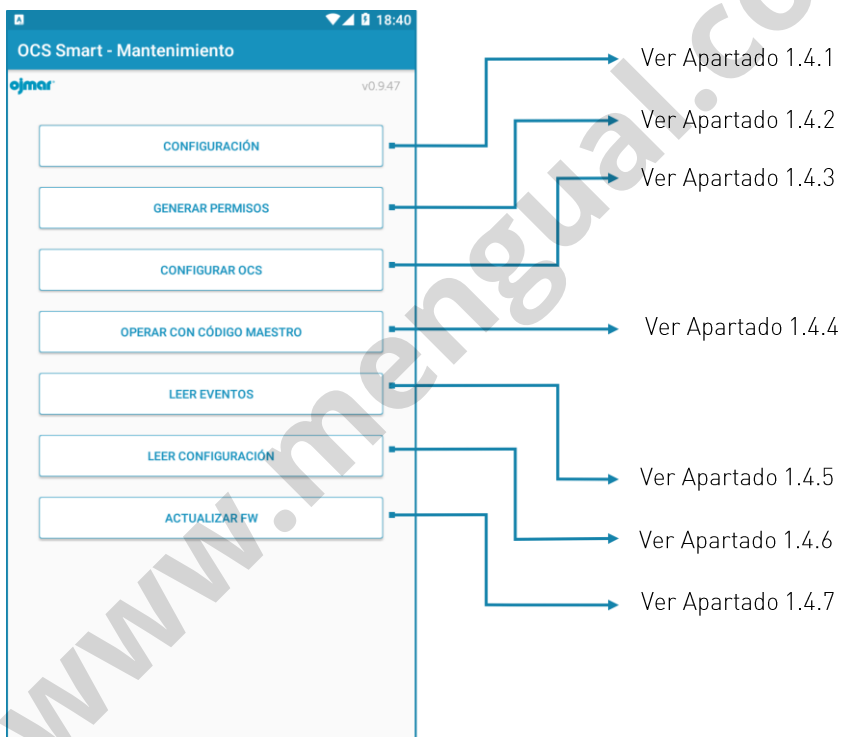 18:40
OCS Smart - Mantenimiento
ojmar
v0.9.47
CONFIGURACIÓN
GENERAR PERMISOS
CONFIGURAR OCS
OPERAR CON CÓDIGO MAESTRO
LEER EVENTOS
LEER CONFIGURACIÓN
ACTUALIZAR FW
Ver Apartado 1.4.1
Ver Apartado 1.4.2
Ver Apartado 1.4.3
Ver Apartado 1.4.4
Ver Apartado 1.4.5
Ver Apartado 1.4.6
Ver Apartado 1.4.7
www.mengual.co